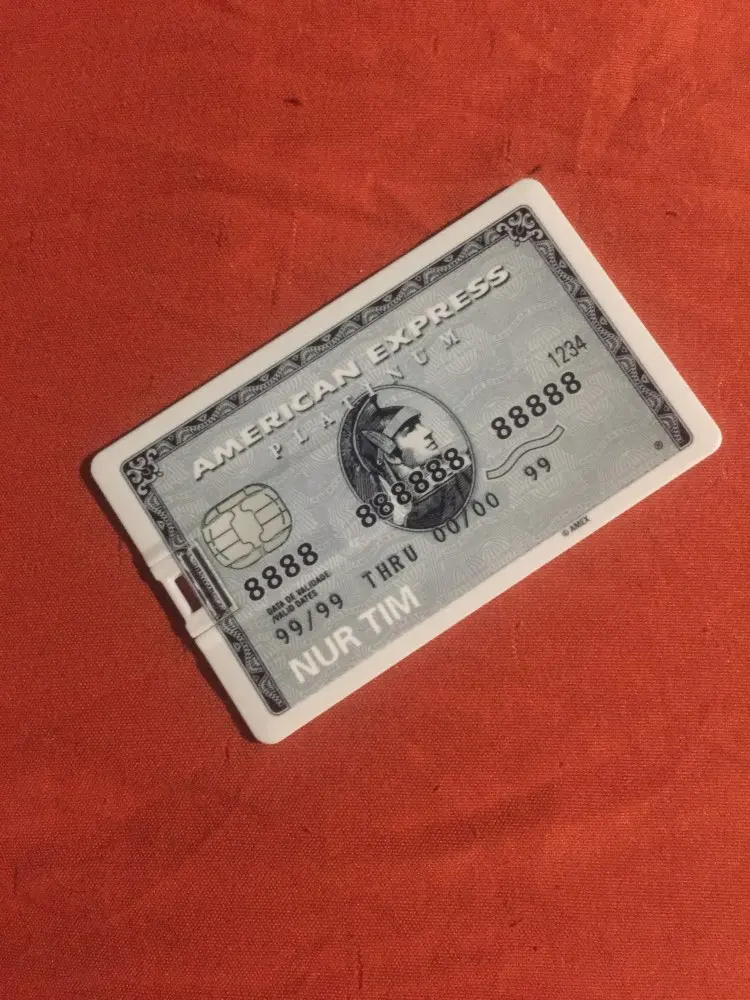 AMERICAN EXPRESS
PLATINUM
1234
8888 888888 88888
DATA DE VALIDADE
/VALID DATES
99/99 THRU 00/00 99
NUR TIM
® 
© AMEX